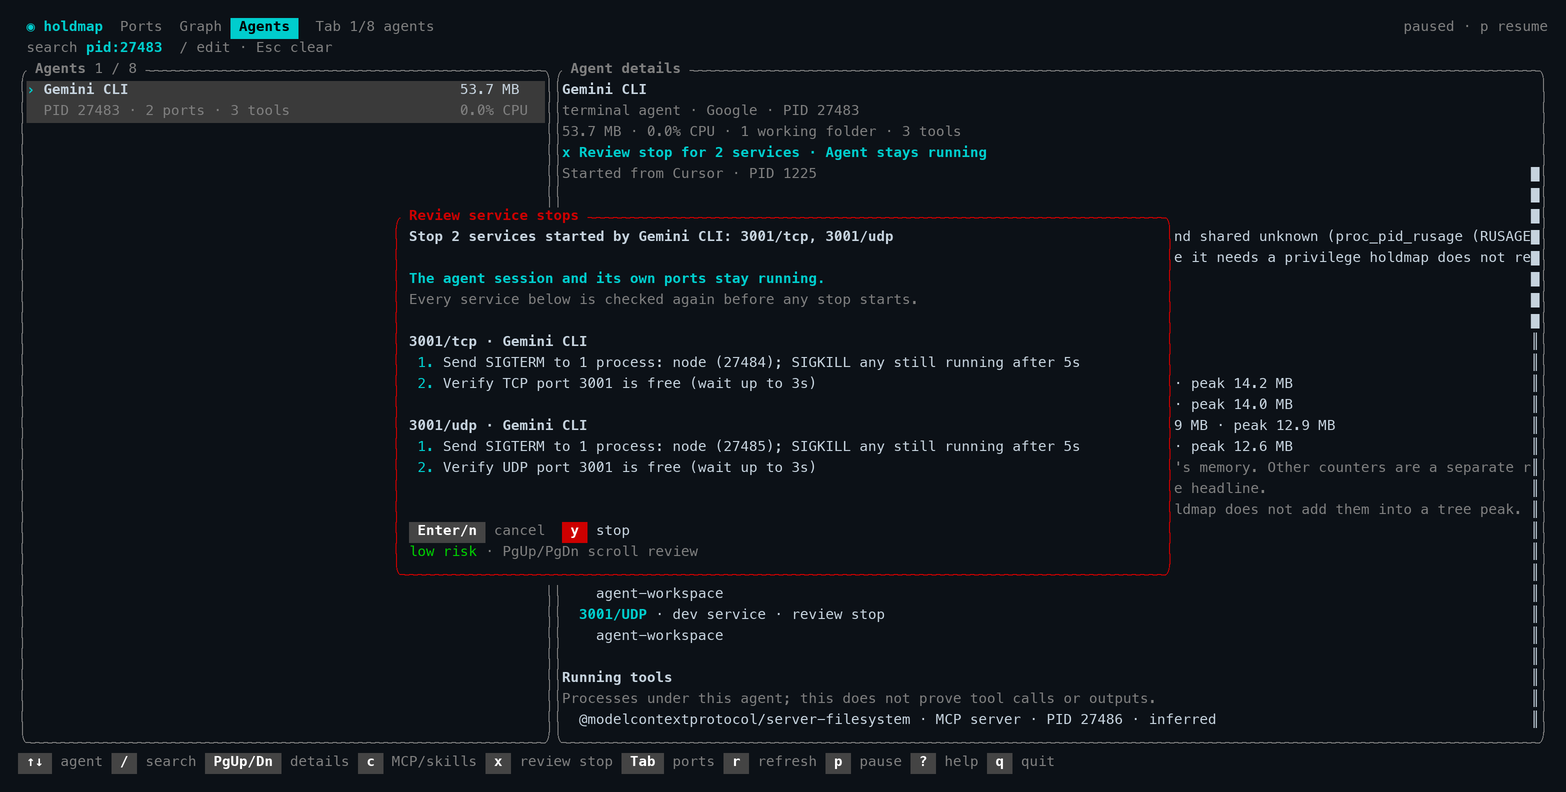 ◉ holdmap  Ports  Graph  Agents  Tab 1/8 agents  paused · p resume
search pid:27483  / edit · Esc clear
Agents 1 / 8
› Gemini CLI  53.7 MB
PID 27483 · 2 ports · 3 tools  0.0% CPU
Agent details
Gemini CLI
terminal agent · Google · PID 27483
53.7 MB · 0.0% CPU · 1 working folder · 3 tools
x Review stop for 2 services · Agent stays running
Started from Cursor · PID 1225
nd shared unknown (proc_pid_rusage (RUSAGE
e it needs a privilege holdmap does not re
· peak 14.2 MB
· peak 14.0 MB
9 MB · peak 12.9 MB
· peak 12.6 MB
's memory. Other counters are a separate r
e headline.
ldmap does not add them into a tree peak.
Review service stops
Stop 2 services started by Gemini CLI: 3001/tcp, 3001/udp
The agent session and its own ports stay running.
Every service below is checked again before any stop starts.
3001/tcp · Gemini CLI
1. Send SIGTERM to 1 process: node (27484); SIGKILL any still running after 5s
2. Verify TCP port 3001 is free (wait up to 3s)
3001/udp · Gemini CLI
1. Send SIGTERM to 1 process: node (27485); SIGKILL any still running after 5s
2. Verify UDP port 3001 is free (wait up to 3s)
Enter/n cancel  y stop
low risk · PgUp/PgDn scroll review
agent-workspace
3001/UDP · dev service · review stop
agent-workspace
Running tools
Processes under this agent; this does not prove tool calls or outputs.
@modelcontextprotocol/server-filesystem · MCP server · PID 27486 · inferred
↑↓ agent  / search  PgUp/Dn details  c MCP/skills  x review stop  Tab ports  r refresh  p pause  ? help  q quit